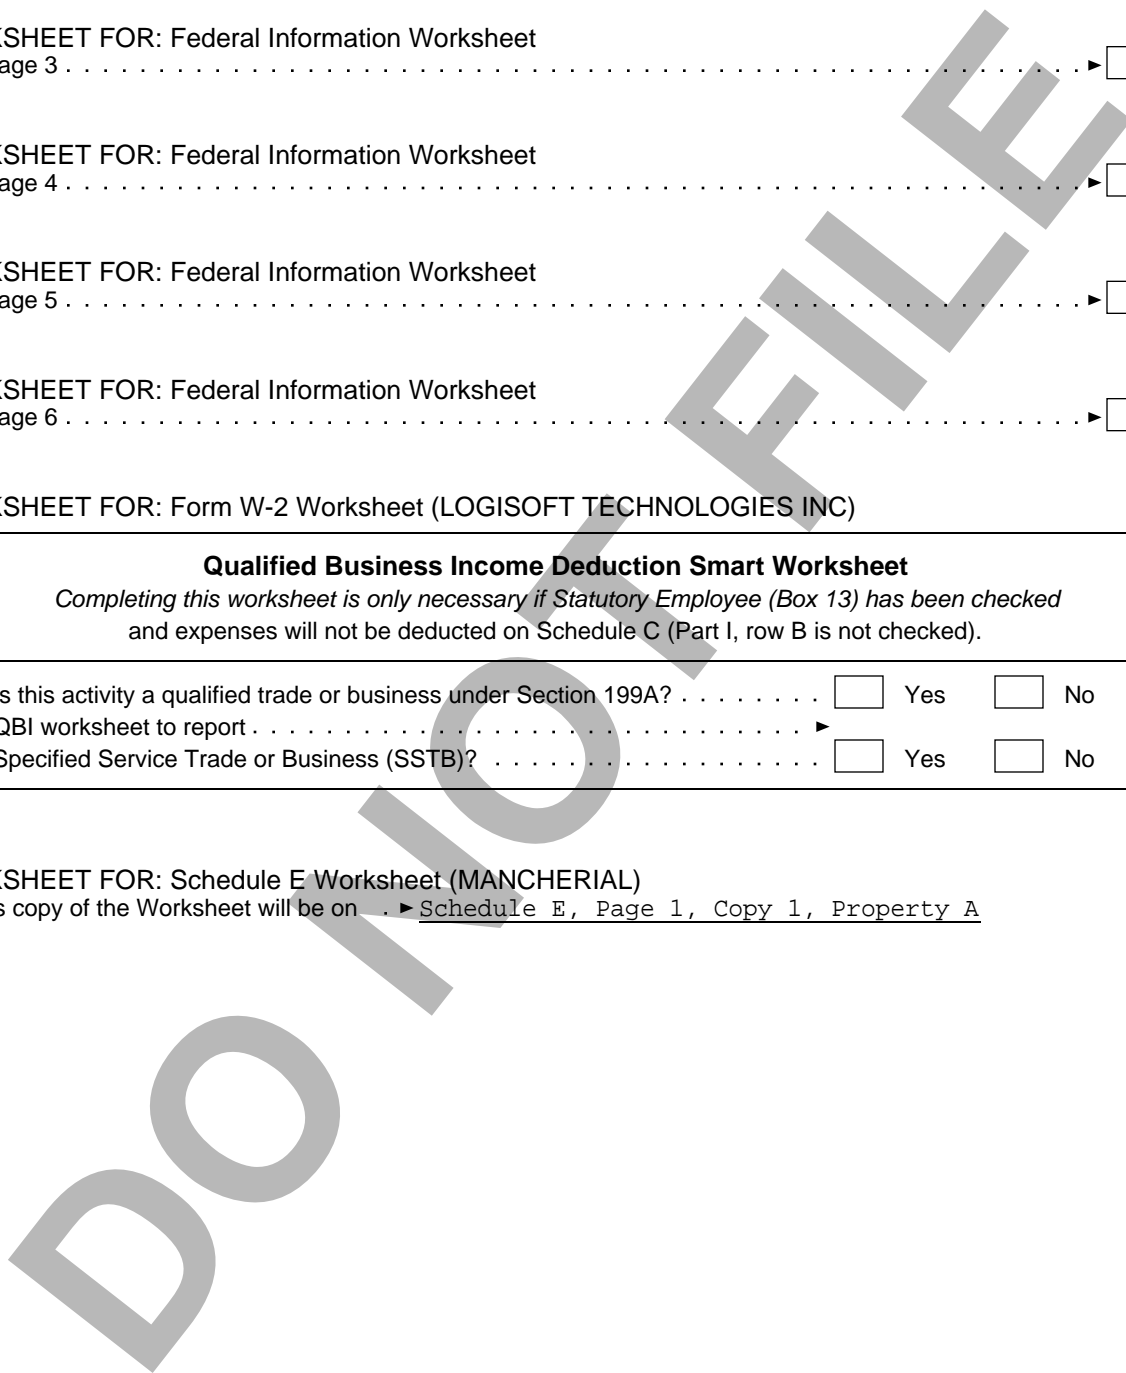 KSHEET FOR: Federal Information Worksheet
age 3 . . . . . . . . . . . . . . . . . . . . . . . . . . . . . . . . . . . . . . . . . . . . . . . . . . . . . . . ►
KSHEET FOR: Federal Information Worksheet
age 4 . . . . . . . . . . . . . . . . . . . . . . . . . . . . . . . . . . . . . . . . . . . . . . . . . . . . . . . ►
KSHEET FOR: Federal Information Worksheet
age 5 . . . . . . . . . . . . . . . . . . . . . . . . . . . . . . . . . . . . . . . . . . . . . . . . . . . . . . . ►
KSHEET FOR: Federal Information Worksheet
age 6 . . . . . . . . . . . . . . . . . . . . . . . . . . . . . . . . . . . . . . . . . . . . . . . . . . . . . . . ►
KSHEET FOR: Form W-2 Worksheet (LOGISOFT TECHNOLOGIES INC)
Qualified Business Income Deduction Smart Worksheet
Completing this worksheet is only necessary if Statutory Employee (Box 13) has been checked
and expenses will not be deducted on Schedule C (Part I, row B is not checked).
s this activity a qualified trade or business under Section 199A? . . . . . . . . Yes No
QBI worksheet to report . . . . . . . . . . . . . . . . . . . . . . . . . . . . . . ►
Specified Service Trade or Business (SSTB)? . . . . . . . . . . . . . . . . . . Yes No
KSHEET FOR: Schedule E Worksheet (MANCHERIAL)
s copy of the Worksheet will be on . ► Schedule E, Page 1, Copy 1, Property A
DO NOT FILE